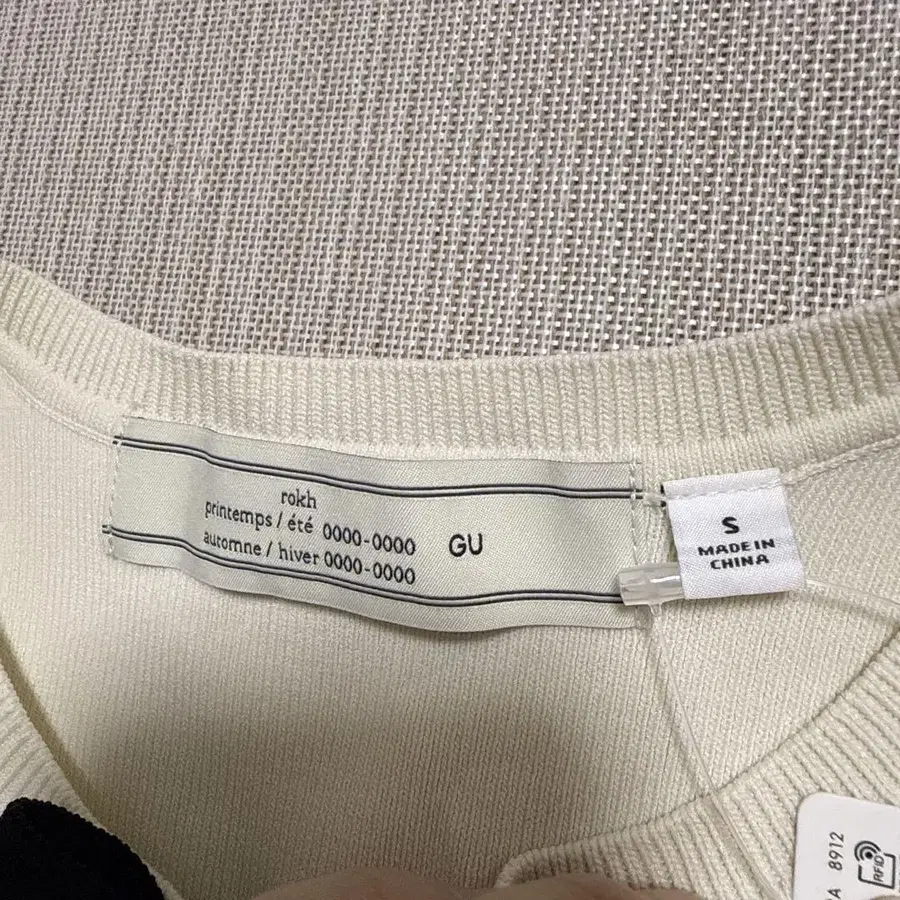 rokh
printemps / été 0000-0000
automne / hiver 0000-0000
GU
S
MADE IN
CHINA
8912
RFID